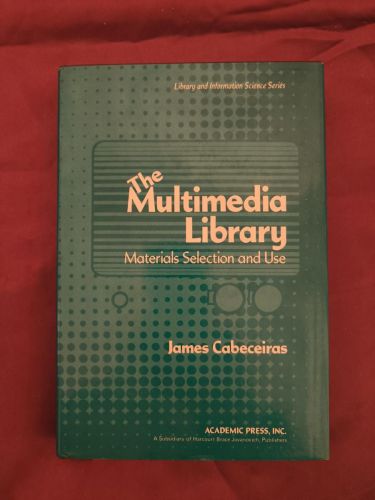 Library and Information Science Series
The
Multimedia
Library
Materials Selection and Use
James Cabeceiras
ACADEMIC PRESS, INC.
A Subsidiary of Harcourt Brace Jovanovich, Publishers